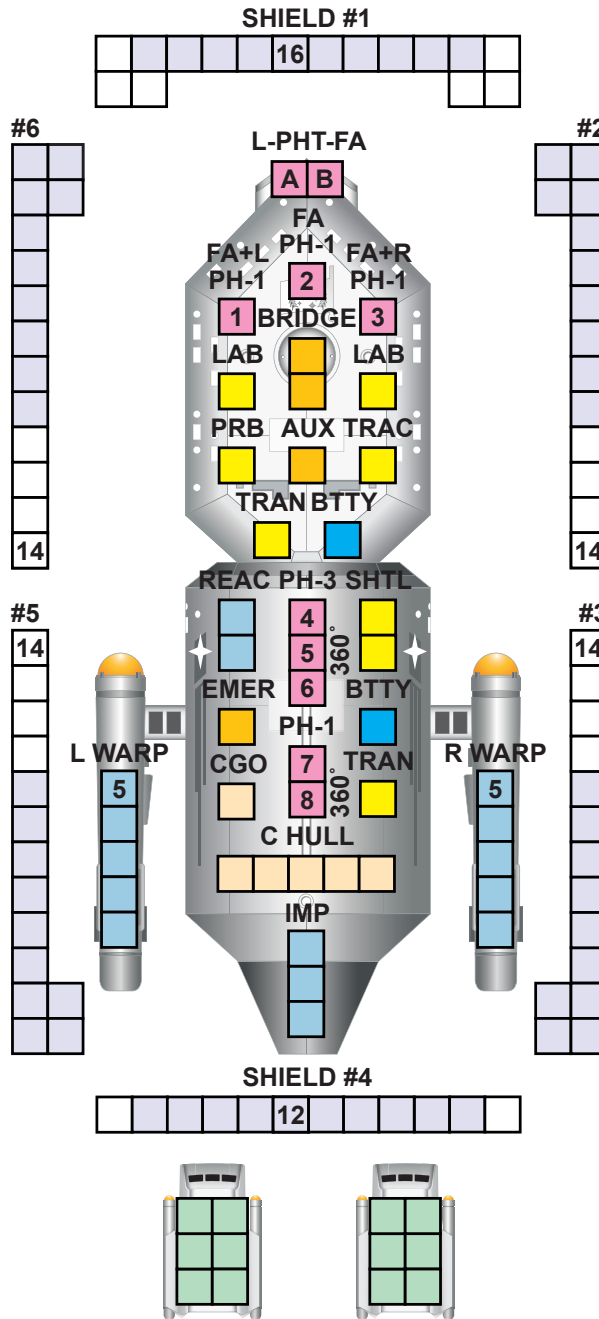 SHIELD #1
16
#6
#2
L-PHT-FA
A B
FA
PH-1
FA+L
PH-1
FA+R
PH-1
2
1
BRIDGE
3
LAB
LAB
PRB
AUX
TRAC
TRAN
BTTY
14
14
REAC
PH-3
SHTL
#5
#3
4
14
14
5
360°
6
EMER
BTTY
PH-1
L WARP
CGO
7
TRAN
R WARP
5
8
360°
5
C HULL
IMP
SHIELD #4
12